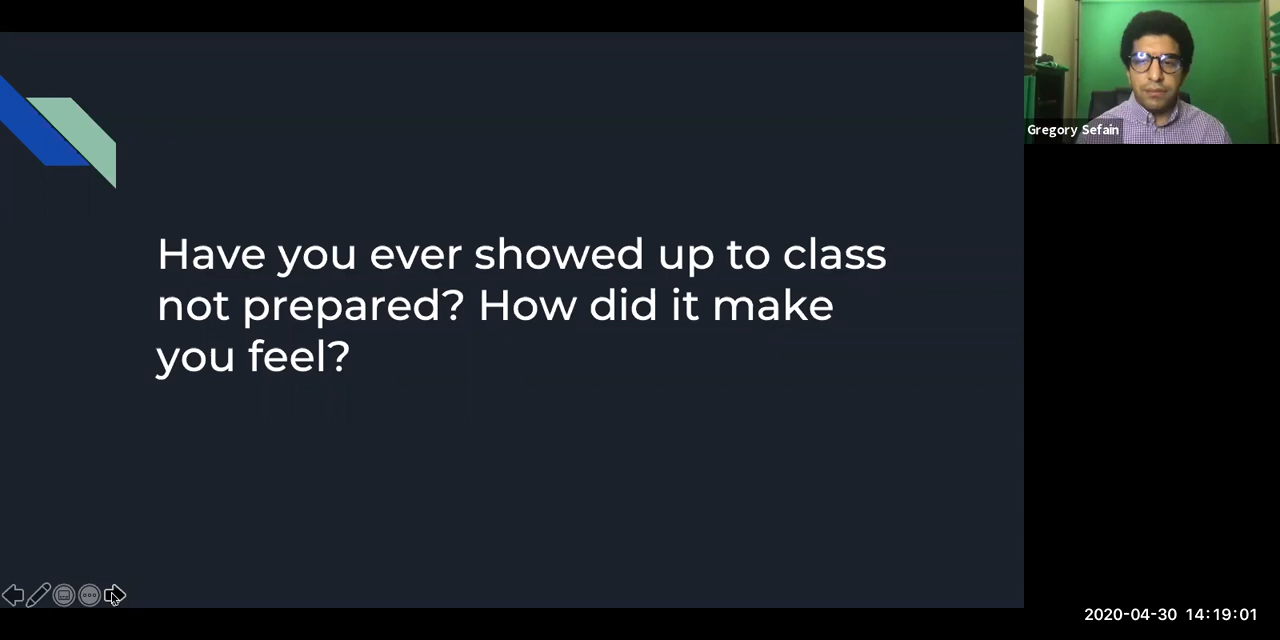 Have you ever showed up to class
not prepared? How did it make
you feel?
Gregory Sefain
2020-04-30 14:19:01